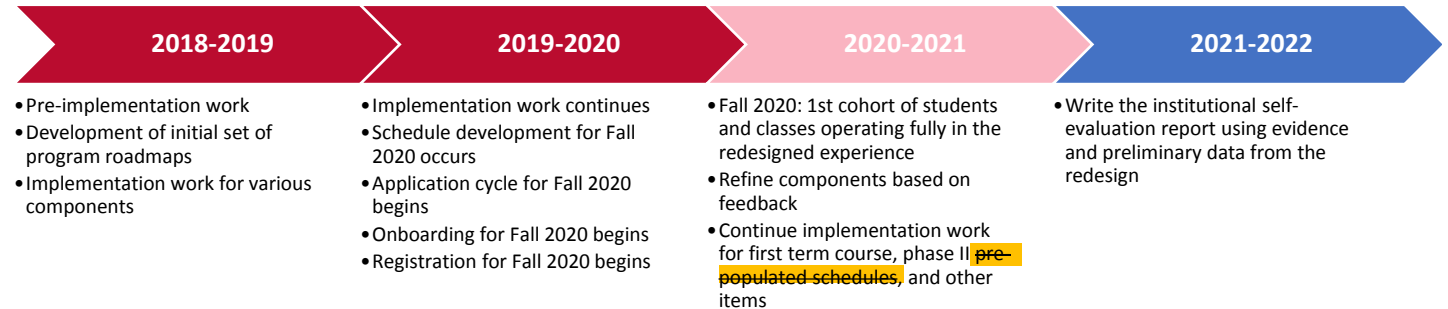 2018-2019
•Pre-implementation work
•Development of initial set of
program roadmaps
•Implementation work for various
components
2019-2020
•Implementation work continues
•Schedule development for Fall
2020 occurs
•Application cycle for Fall 2020
begins
•Onboarding for Fall 2020 begins
•Registration for Fall 2020 begins
2020-2021
•Fall 2020: 1st cohort of students
and classes operating fully in the
redesigned experience
•Refine components based on
feedback
•Continue implementation work
for first term course, phase II pre-
populated schedules, and other
items
2021-2022
•Write the institutional self-
evaluation report using evidence
and preliminary data from the
redesign